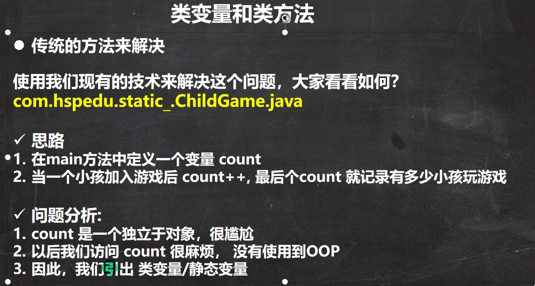 类变量和类方法
● 传统的方法来解决
使用我们现有的技术来解决这个问题，大家看看如何？
com.hspedu.static_.ChildGame.java
✓ 思路
1. 在main方法中定义一个变量 count
2. 当一个小孩加入游戏后 count++, 最后个count 就记录有多少小孩玩游戏
✓ 问题分析:
1. count 是一个独立于对象，很尴尬
2. 以后我们访问 count 很麻烦， 没有使用到OOP
3. 因此，我们引出 类变量/静态变量